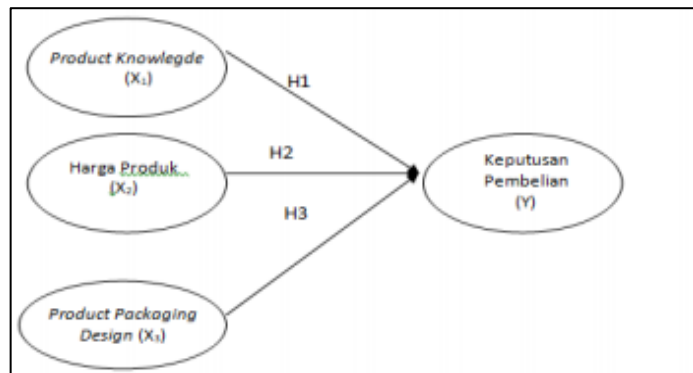 Product Knowlegde
(X₁)
H1
Harga Produk
(X₂)
H2
Keputusan
Pembelian
(Y)
H3
Product Packaging
Design (X₃)